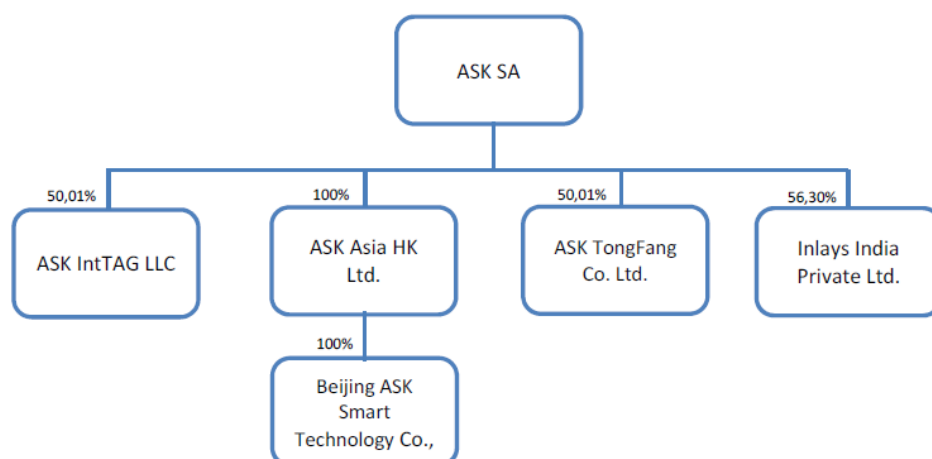 ASK SA
50,01%
100%
50,01%
56,30%
ASK IntTAG LLC
ASK Asia HK
Ltd.
ASK TongFang
Co. Ltd.
Inlays India
Private Ltd.
100%
Beijing ASK
Smart
Technology Co.,